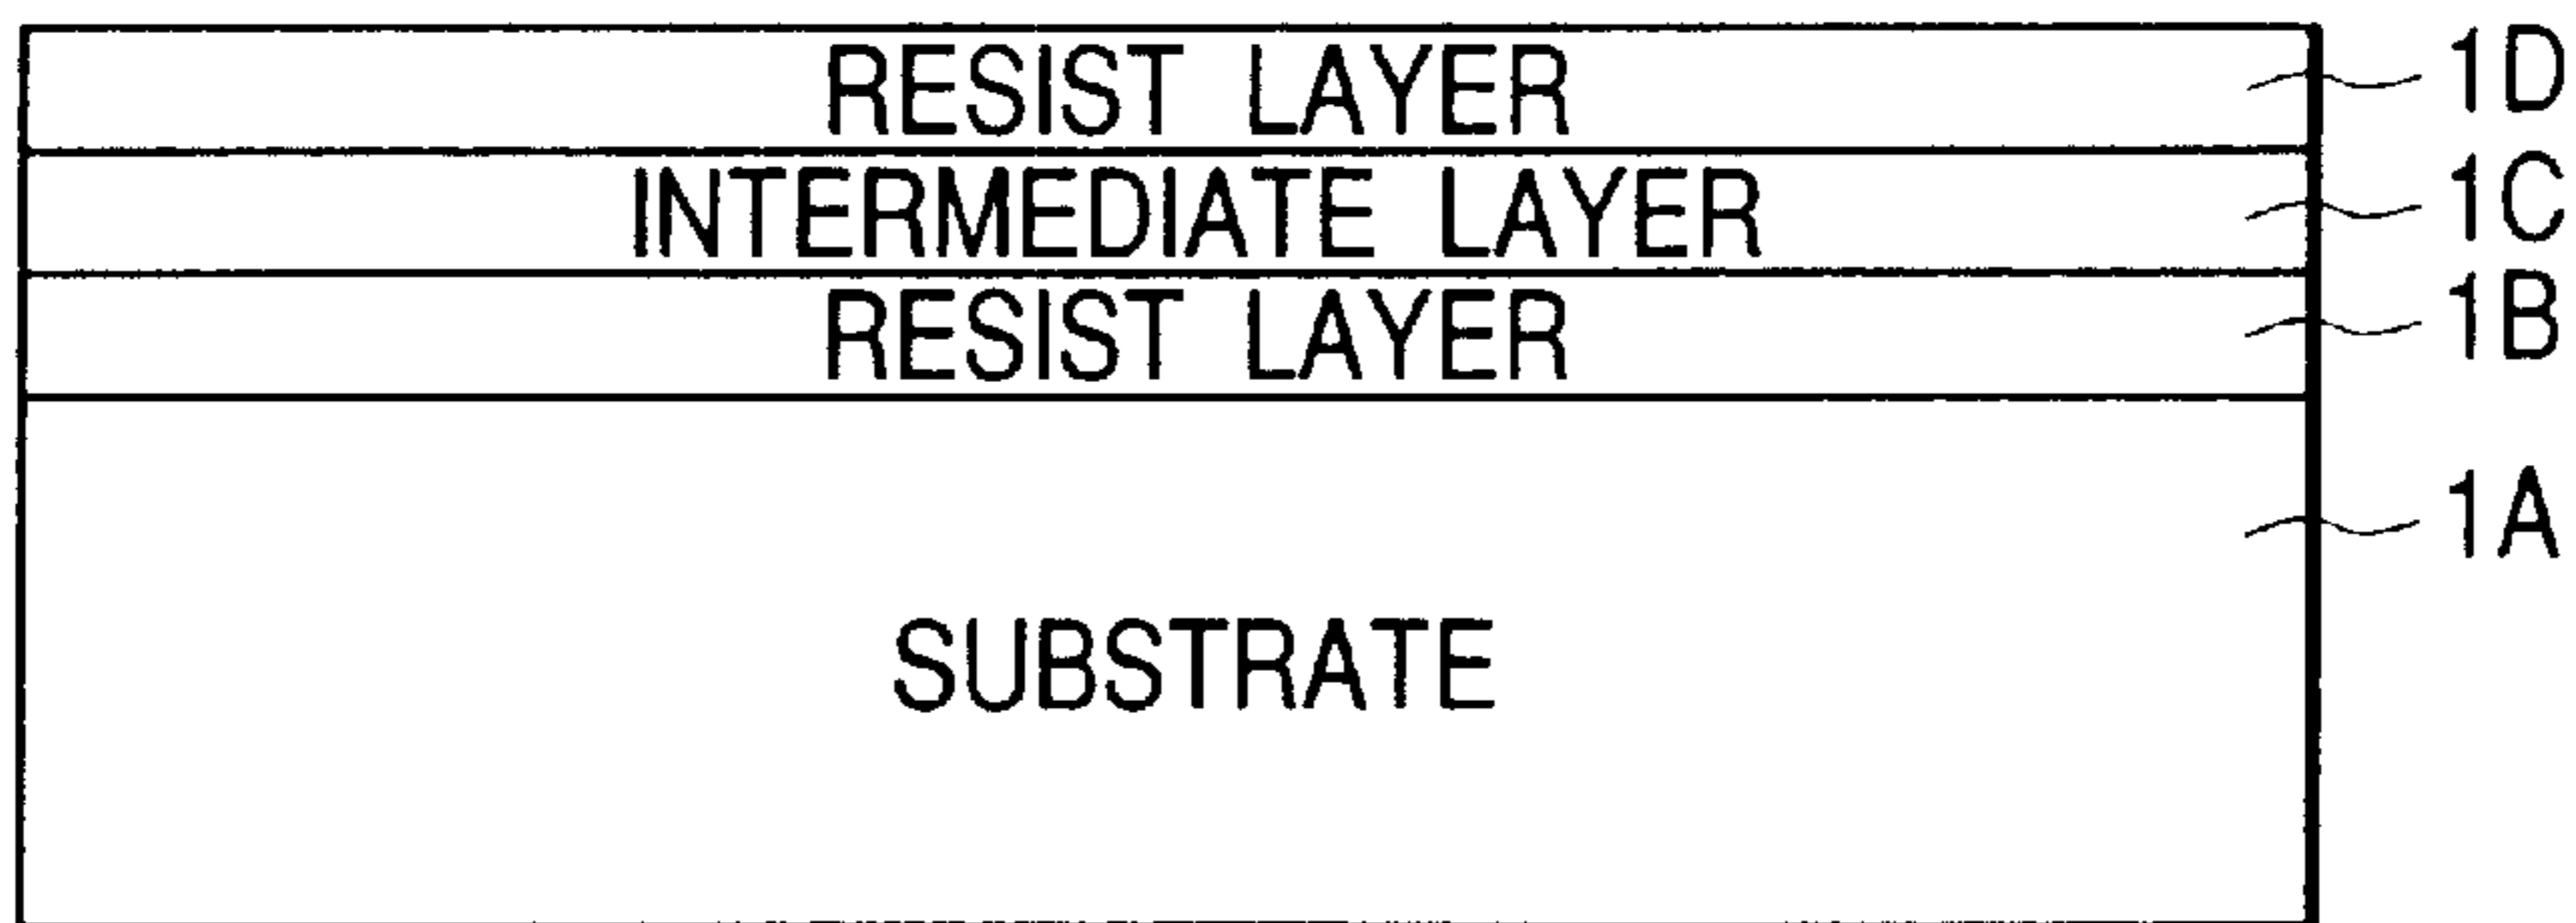 RESIST LAYER 1D
INTERMEDIATE LAYER 1C
RESIST LAYER 1B
1A
SUBSTRATE